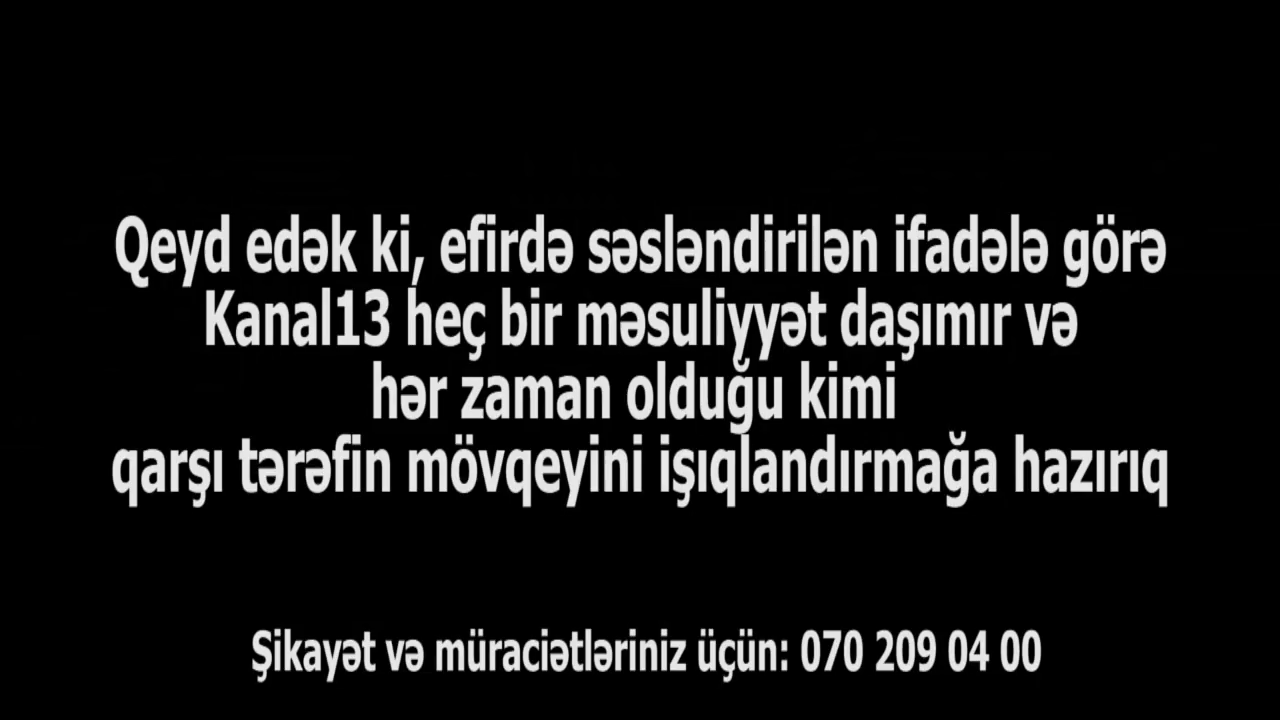 Qeyd edək ki, efirdə səsləndirilən ifadələ görə
Kanal13 heç bir məsuliyyət daşımır və
hər zaman olduğu kimi
qarşı tərəfin mövqeyini işıqlandırmağa hazırıq
Şikayət və müraciətləriniz üçün: 070 209 04 00